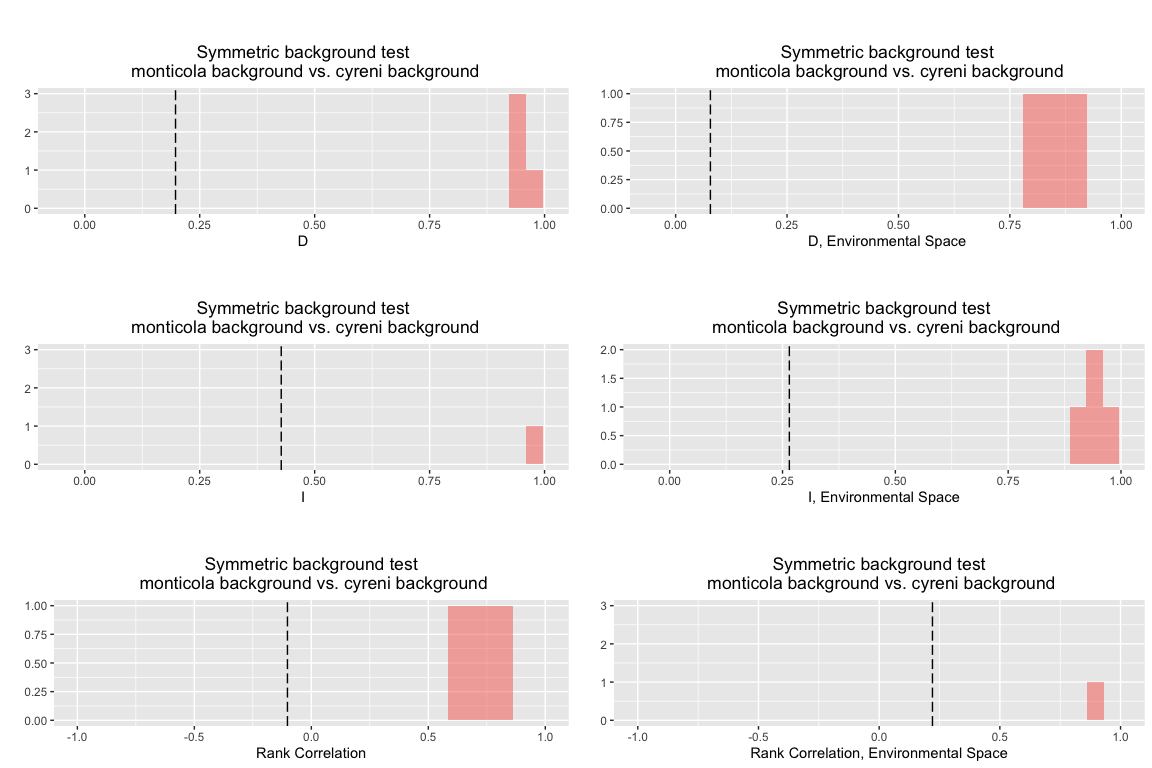 Symmetric background test
monticola background vs. cyreni background
3
2
1
0
0.00 0.25 0.50 0.75 1.00
D
Symmetric background test
monticola background vs. cyreni background
1.00
0.75
0.50
0.25
0.00
0.00 0.25 0.50 0.75 1.00
D, Environmental Space
Symmetric background test
monticola background vs. cyreni background
3
2
1
0
0.00 0.25 0.50 0.75 1.00
I
Symmetric background test
monticola background vs. cyreni background
2.0
1.5
1.0
0.5
0.0
0.00 0.25 0.50 0.75 1.00
I, Environmental Space
Symmetric background test
monticola background vs. cyreni background
1.00
0.75
0.50
0.25
0.00
-1.0 -0.5 0.0 0.5 1.0
Rank Correlation
Symmetric background test
monticola background vs. cyreni background
3
2
1
0
-1.0 -0.5 0.0 0.5 1.0
Rank Correlation, Environmental Space